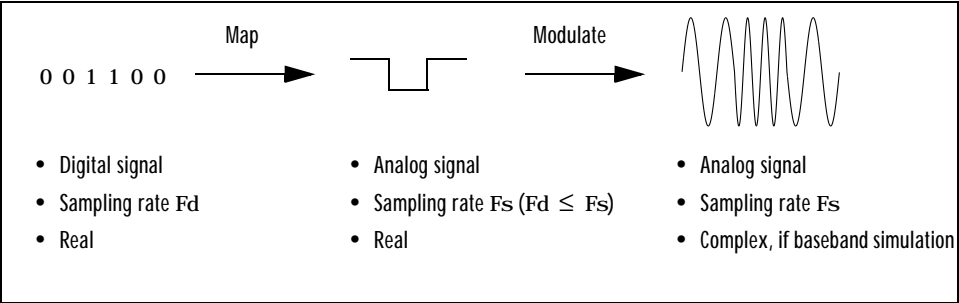 Map
Modulate
0 0 1 1 0 0
• Digital signal
• Sampling rate Fd
• Real
• Analog signal
• Sampling rate Fs (Fd ≤ Fs)
• Real
• Analog signal
• Sampling rate Fs
• Complex, if baseband simulation